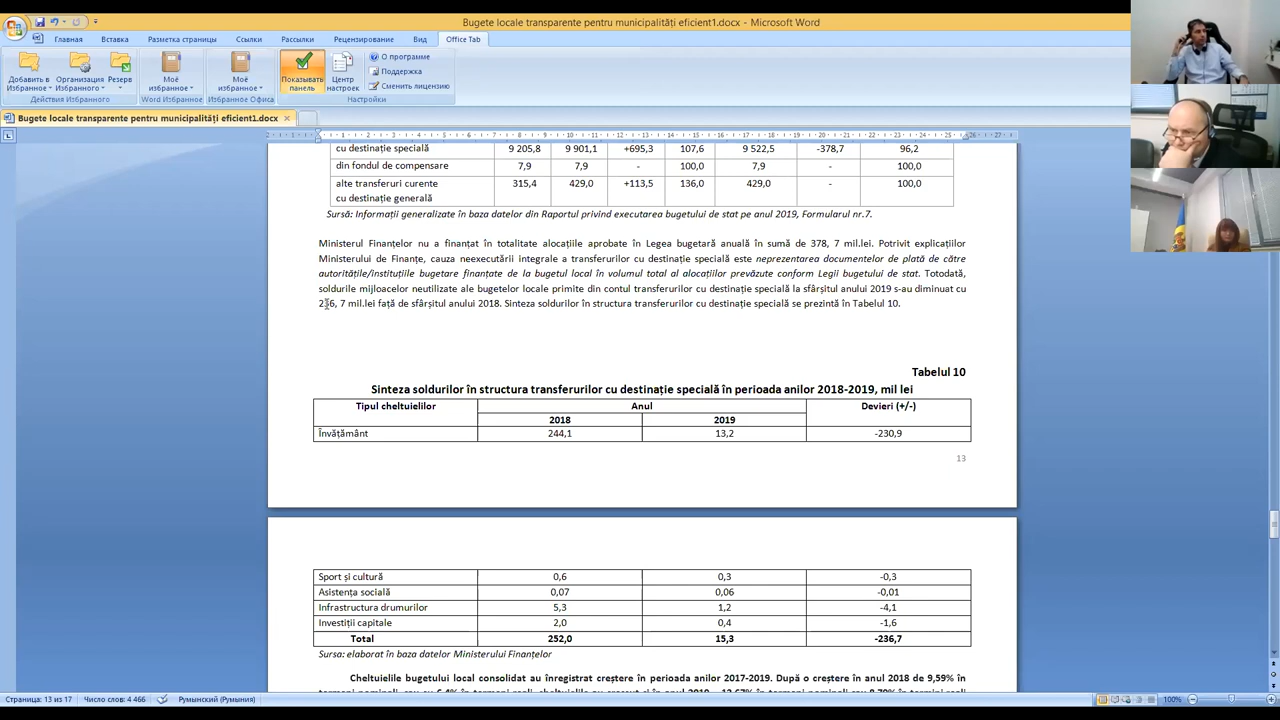 Bugete locale transparente pentru municipalități eficient1.docx - Microsoft Word
Главная Вставка Разметка страницы Ссылки Рассылки Рецензирование Вид Office Tab
Добавить в Избранное
Организация Избранного
Резерв
Моё избранное
Моё избранное
Показывать панель
Центр настроек
О программе
Поддержка
Сменить лицензию
Действия Избранного Word Избранное Избранное Офиса Настройки
Bugete locale transparente pentru municipalități eficient1.docx
cu destinație specială 9 205,8 9 901,1 +695,3 107,6 9 522,5 -378,7 96,2
din fondul de compensare 7,9 7,9 - 100,0 7,9 - 100,0
alte transferuri curente 315,4 429,0 +113,5 136,0 429,0 - 100,0
cu destinație generală
Sursă: Informații generalizate în baza datelor din Raportul privind executarea bugetului de stat pe anul 2019, Formularul nr.7.
Ministerul Finanțelor nu a finanțat în totalitate alocațiile aprobate în Legea bugetară anuală în sumă de 378, 7 mil.lei. Potrivit explicațiilor
Ministerului de Finanțe, cauza neexecutării integrale a transferurilor cu destinație specială este neprezentarea documentelor de plată de către
autoritățile/instituțiile bugetare finanțate de la bugetul local în volumul total al alocațiilor prevăzute conform Legii bugetului de stat. Totodată,
soldurile mijloacelor neutilizate ale bugetelor locale primite din contul transferurilor cu destinație specială la sfârșitul anului 2019 s-au diminuat cu
236, 7 mil.lei față de sfârșitul anului 2018. Sinteza soldurilor în structura transferurilor cu destinație specială se prezintă în Tabelul 10.
Tabelul 10
Sinteza soldurilor în structura transferurilor cu destinație specială în perioada anilor 2018-2019, mil lei
Tipul cheltuielilor Anul Devieri (+/-)
2018 2019
Învățământ 244,1 13,2 -230,9
13
Sport și cultură 0,6 0,3 -0,3
Asistența socială 0,07 0,06 -0,01
Infrastructura drumurilor 5,3 1,2 -4,1
Investiții capitale 2,0 0,4 -1,6
Total 252,0 15,3 -236,7
Sursa: elaborat în baza datelor Ministerului Finanțelor
Cheltuielile bugetului local consolidat au înregistrat creștere în perioada anilor 2017-2019. După o creștere în anul 2018 de 9,59% în
Страница: 13 из 17 Число слов: 4 466 Румынский (Румыния) 100%